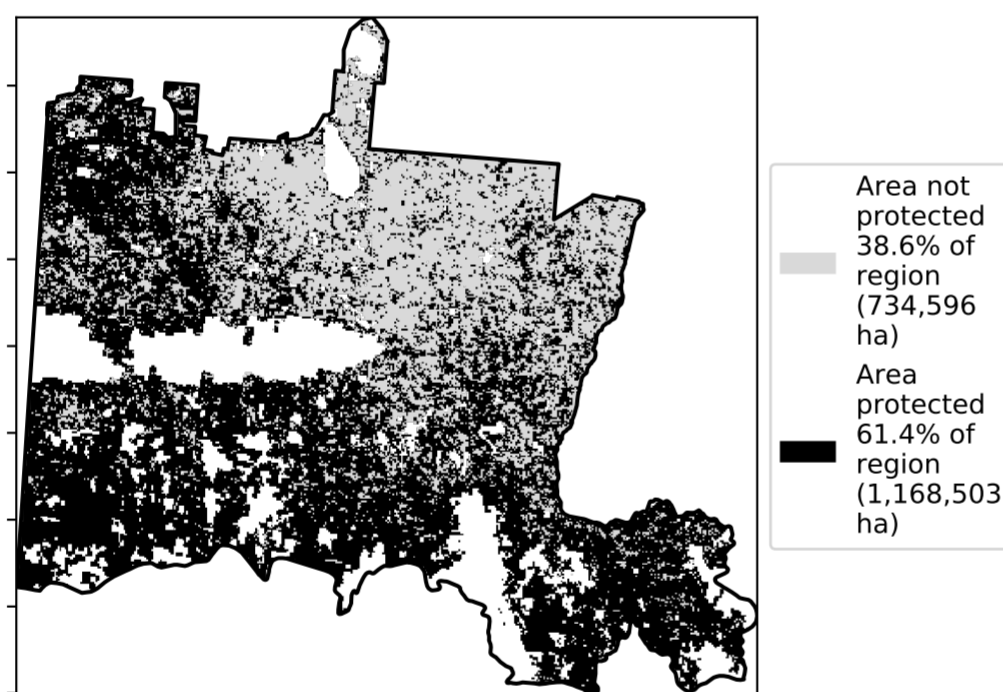 Area not
protected
38.6% of
region
(734,596
ha)
Area
protected
61.4% of
region
(1,168,503
ha)